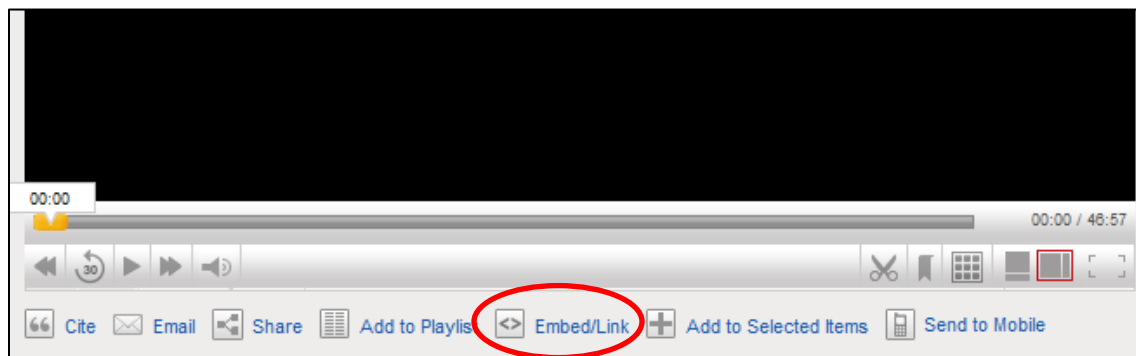 00:00
00:00 / 46:57
30
Cite Email Share Add to Playlis Embed/Link Add to Selected Items Send to Mobile